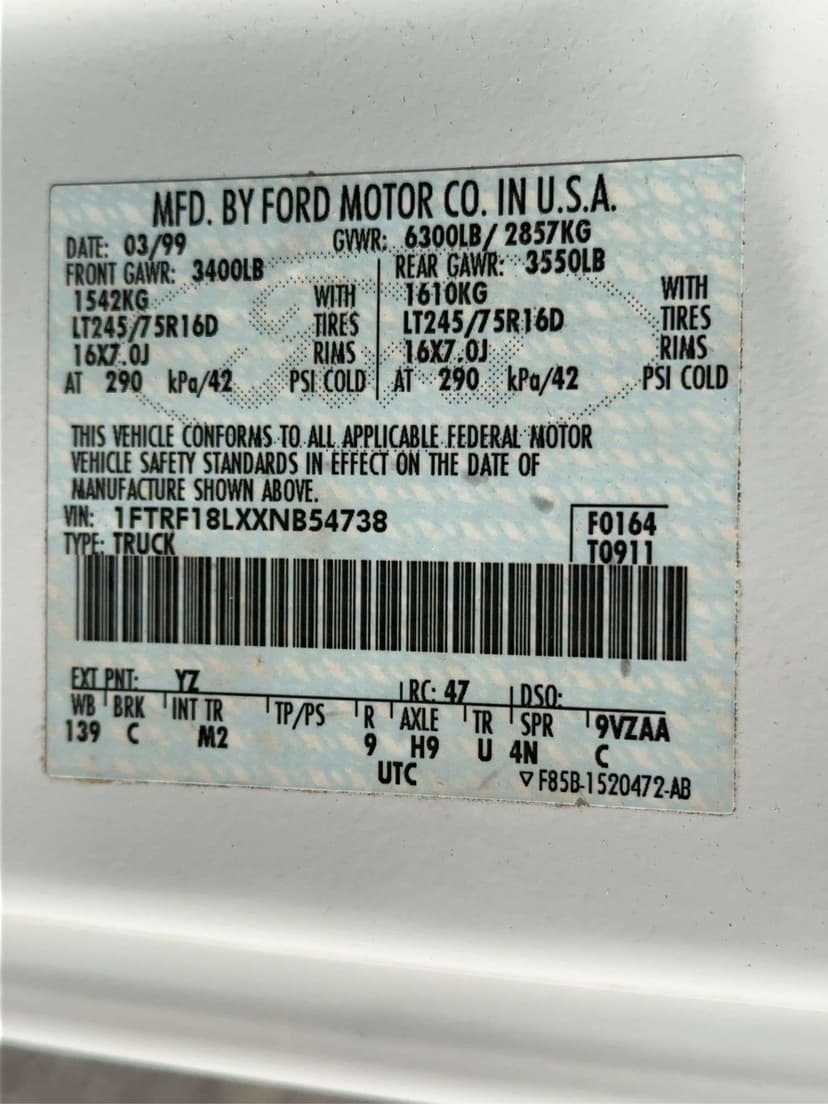 MFD. BY FORD MOTOR CO. IN U.S.A.
DATE: 03/99 GVWR: 6300LB/ 2857KG
FRONT GAWR: 3400LB REAR GAWR: 3550LB
1542KG WITH 1610KG WITH
LT245/75R16D TIRES LT245/75R16D TIRES
16X7.0J RIMS 16X7.0J RIMS
AT 290 kPa/42 PSI COLD AT 290 kPa/42 PSI COLD
THIS VEHICLE CONFORMS TO ALL APPLICABLE FEDERAL MOTOR
VEHICLE SAFETY STANDARDS IN EFFECT ON THE DATE OF
MANUFACTURE SHOWN ABOVE.
VIN: 1FTRF18LXXNB54738 F0164
TYPE: TRUCK T0911
EXT PNT: YZ RC: 47 DSO:
WB BRK INT TR TP/PS R AXLE TR SPR 9VZAA
139 C M2 9 H9 U 4N C
UTC ▽F85B-1520472-AB